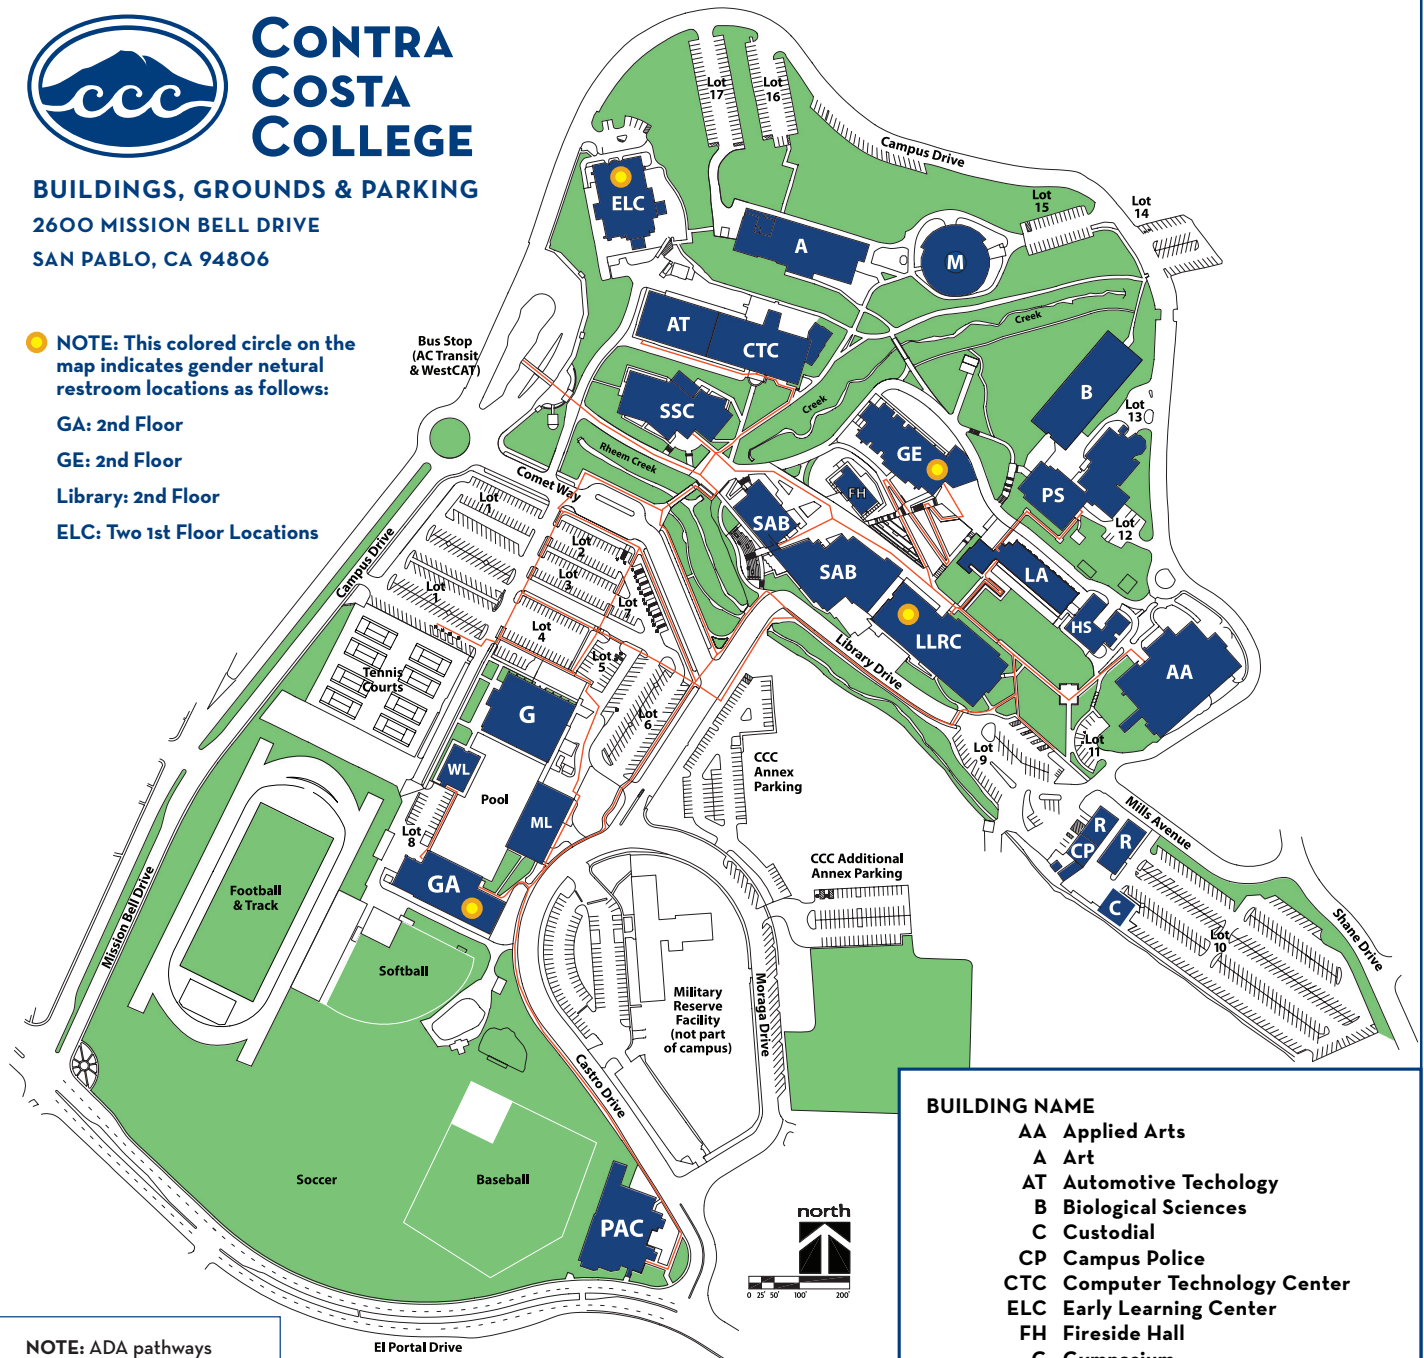 CONTRA
COSTA
COLLEGE
ccc
BUILDINGS, GROUNDS & PARKING
2600 MISSION BELL DRIVE
SAN PABLO, CA 94806
NOTE: This colored circle on the
map indicates gender netural
restroom locations as follows:
GA: 2nd Floor
GE: 2nd Floor
Library: 2nd Floor
ELC: Two 1st Floor Locations
Lot
17
Lot
16
Campus Drive
ELC
Lot
15
Lot
14
A
M
Bus Stop
(AC Transit
& WestCAT)
AT
CTC
Creek
SSC
Creek
B
Lot
13
Rheem Creek
GE
Comet Way
FH
PS
Lot
1
SAB
Lot
12
Campus Drive
Lot
2
Lot
3
SAB
LA
Lot
1
Lot
7
Lot
4
HS
LLRC
Library Drive
Lot
5
Tennis
Courts
AA
G
Lot
6
Lot
11
Lot
9
WL
CCC
Annex
Parking
Pool
ML
Lot
8
Mills Avenue
R
R
CP
CCC Additional
Annex Parking
GA
Football
& Track
C
Mission Bell Drive
Shane Drive
Lot
10
Softball
Military
Reserve
Facility
(not part
of campus)
Moraga Drive
Castro Drive
Soccer
Baseball
PAC
north
0 25' 50' 100' 200'
El Portal Drive
NOTE: ADA pathways
BUILDING NAME
AA Applied Arts
A Art
AT Automotive Techology
B Biological Sciences
C Custodial
CP Campus Police
CTC Computer Technology Center
ELC Early Learning Center
FH Fireside Hall
G Gymnasium